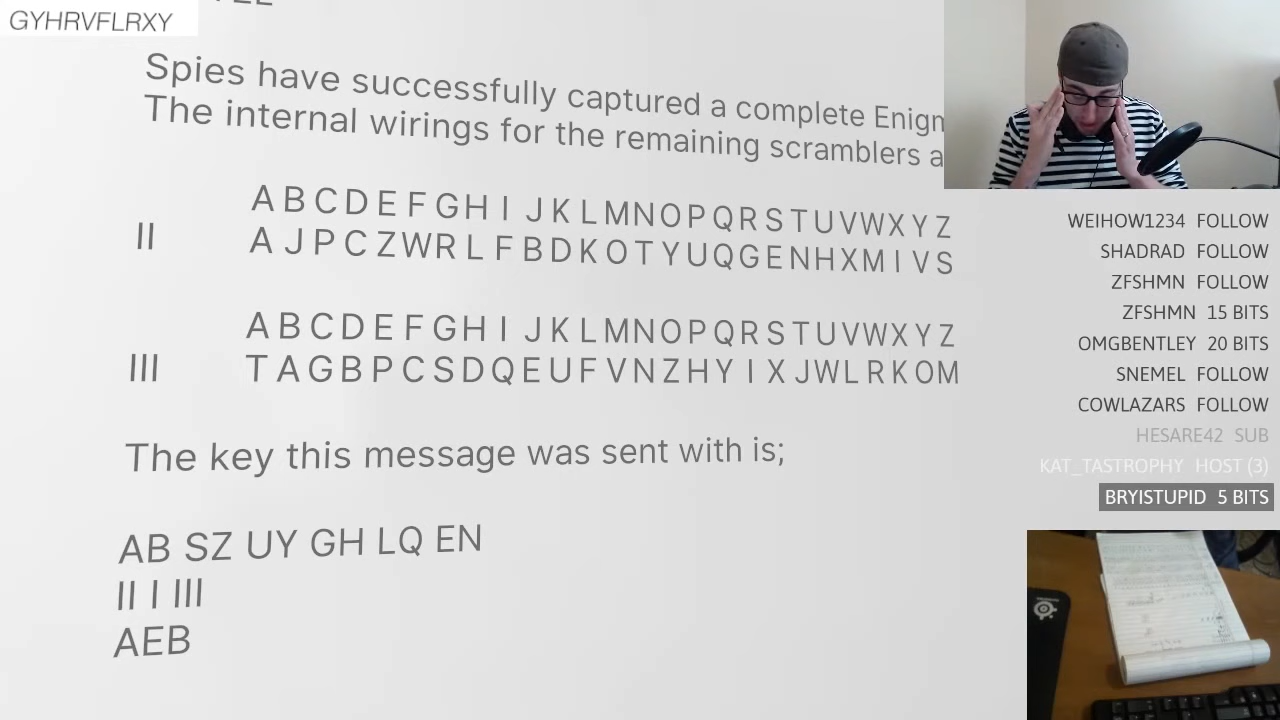 GYHRVFLRXY
Spies have successfully captured a complete
The internal wirings for the remaining scramblers
A B C D E F G H I J K L M N O P Q R S T U V W X Y Z
II A J P C Z W R L F B D K O T Y U Q G E N H X M I V S
A B C D E F G H I J K L M N O P Q R S T U V W X Y Z
III T A G B P C S D Q E U F V N Z H Y I X J W L R K O M
The key this message was sent with is;
AB SZ UY GH LQ EN
II I III
AEB
WEIHOW1234 FOLLOW
SHADRAD FOLLOW
ZFSHMN FOLLOW
ZFSHMN 15 BITS
OMGBENTLEY 20 BITS
SNEMEL FOLLOW
COWLAZARS FOLLOW
HESARE42 SUB
KAT_TASTROPHY HOST (3)
BRYISTUPID 5 BITS